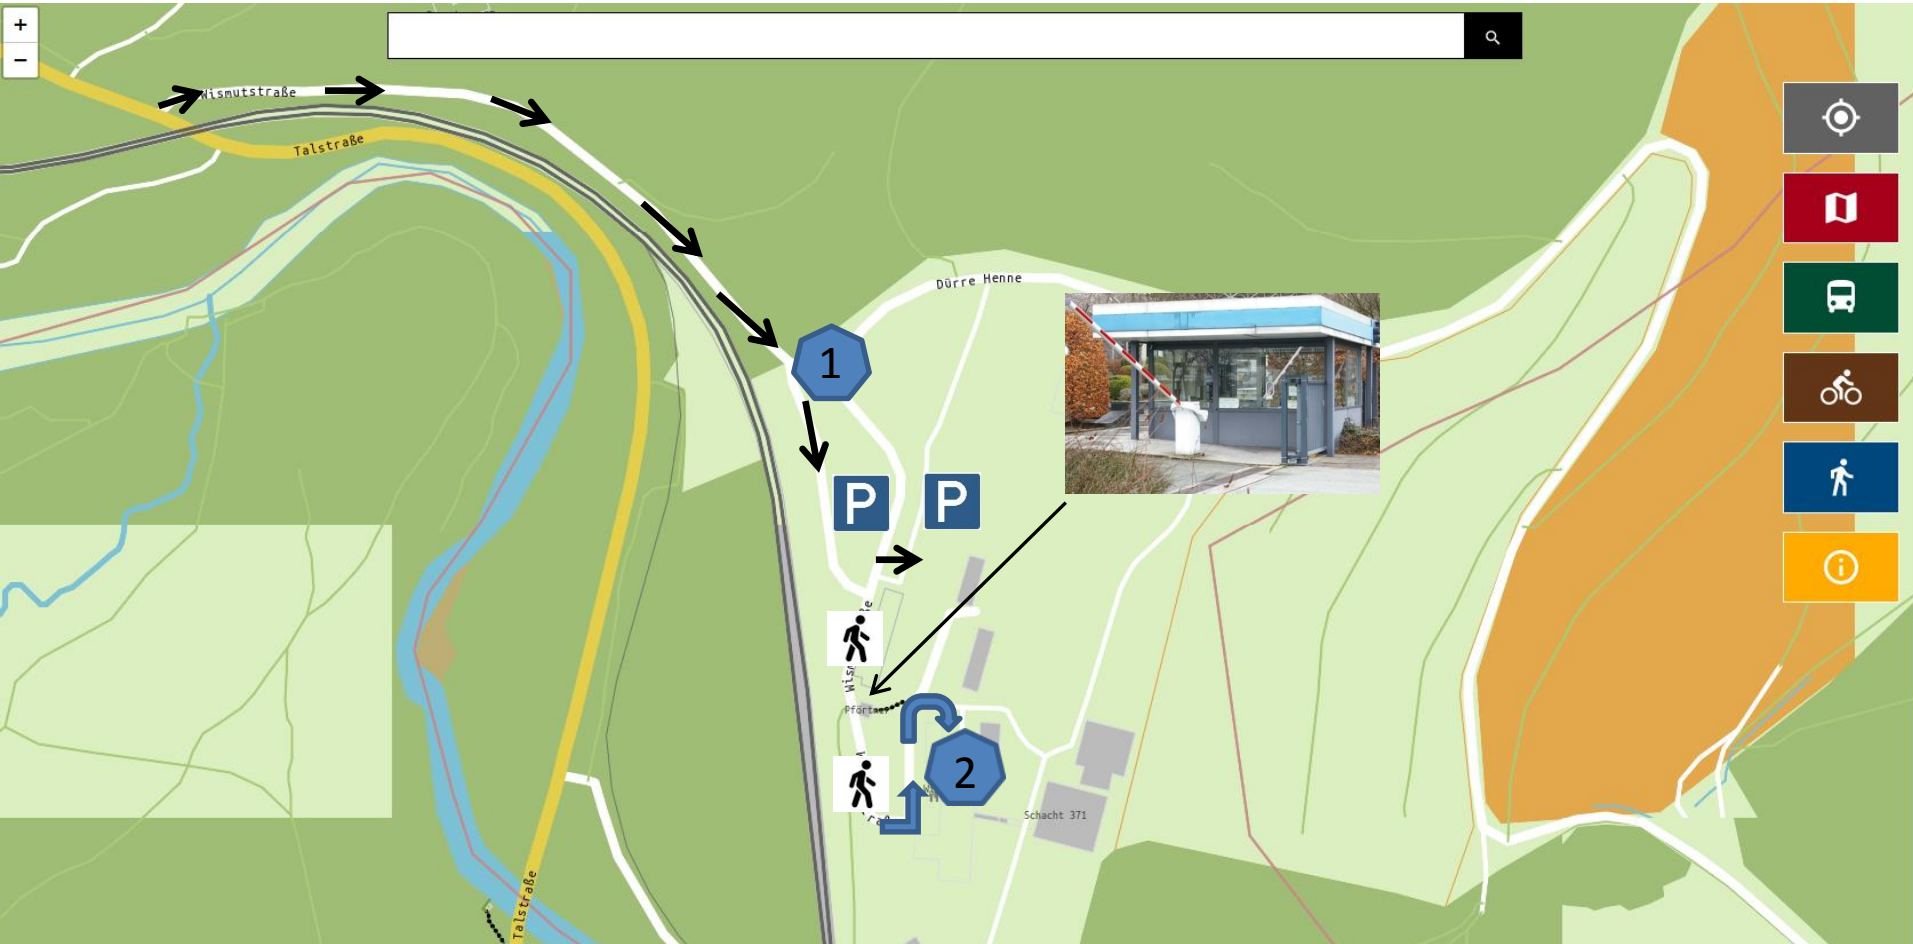 +
−
Wismutstraße
Talstraße
Dürre Henne
1
P
P
Pförtner
2
Schacht 371
Talstraße